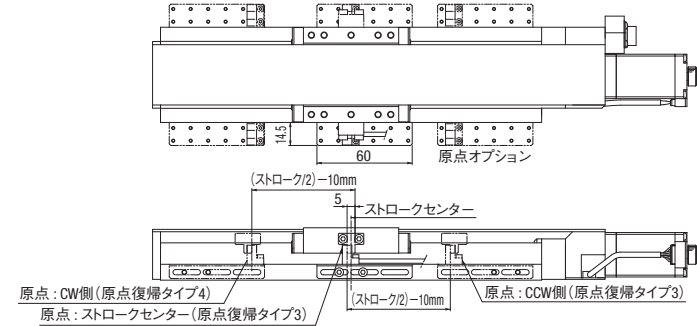 14.5
60
原点オプション
(ストローク/2)−10mm
5
ストロークセンター
原点：CW側(原点復帰タイプ4)
原点：ストロークセンター(原点復帰タイプ3)
(ストローク/2)−10mm
原点：CCW側(原点復帰タイプ3)